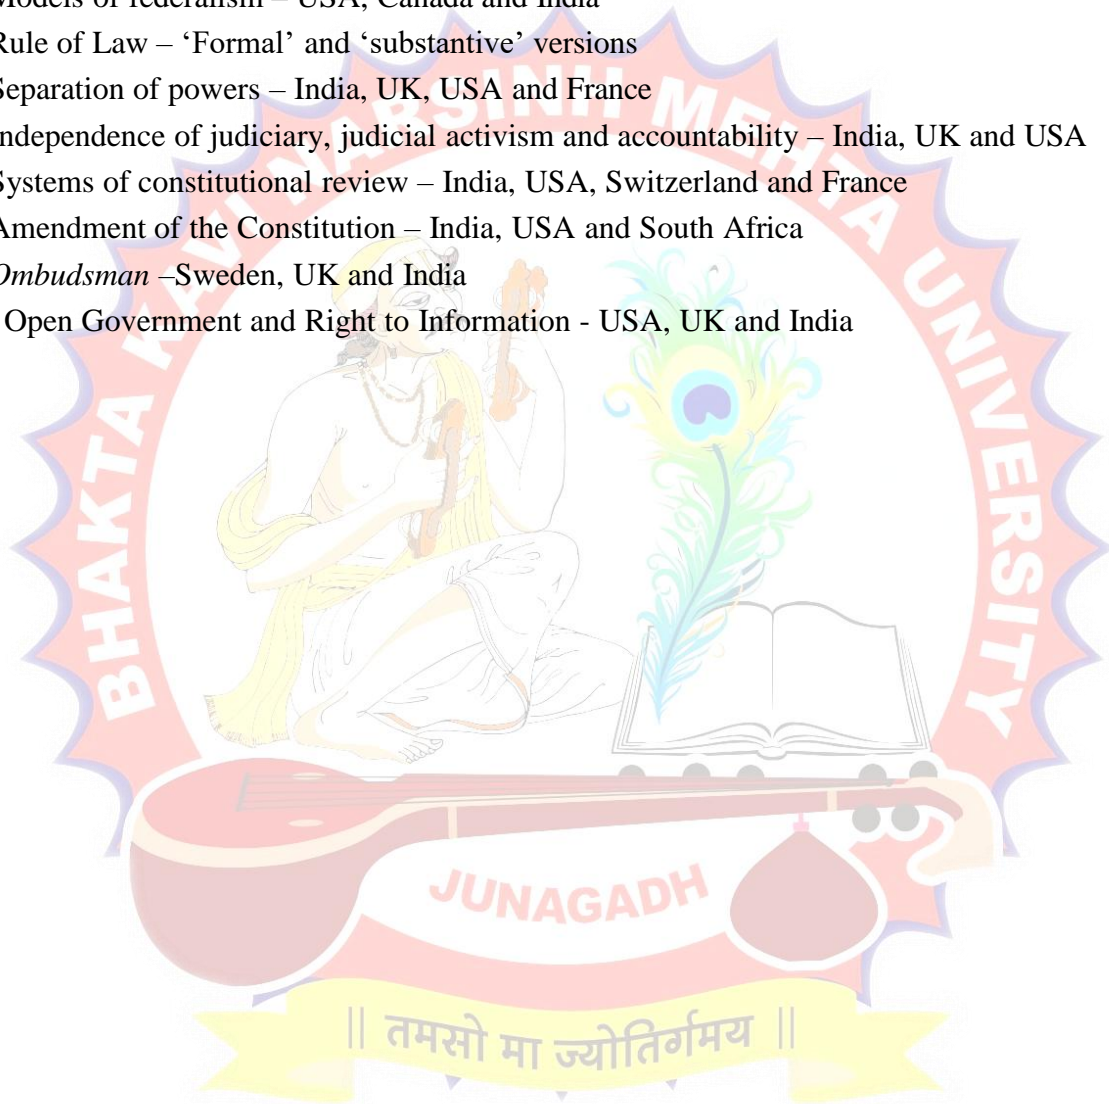 Models of federalism – USA, Canada and India
Rule of Law – ‘Formal’ and ‘substantive’ versions
Separation of powers – India, UK, USA and France
Independence of judiciary, judicial activism and accountability – India, UK and USA
Systems of constitutional review – India, USA, Switzerland and France
Amendment of the Constitution – India, USA and South Africa
Ombudsman –Sweden, UK and India
Open Government and Right to Information - USA, UK and India
BHAKTA KAVI NARSINH MEHTA UNIVERSITY
JUNAGADH
|| तमसो मा ज्योतिर्गमय ||